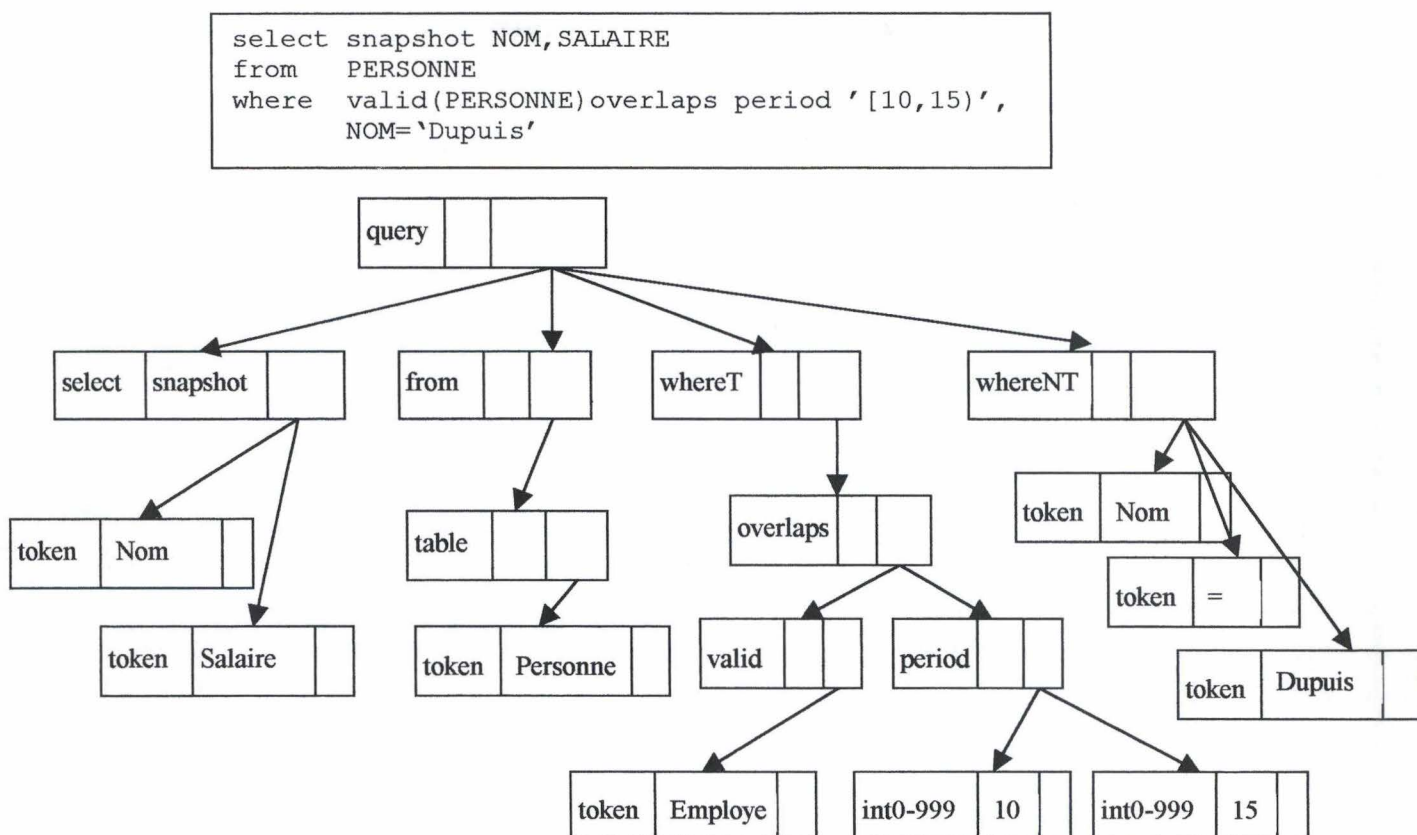 select snapshot NOM,SALAIRE
from PERSONNE
where valid(PERSONNE)overlaps period '[10,15)',
NOM=‘Dupuis’
query
select snapshot
from
whereT
whereNT
token Nom
token Salaire
table
token Personne
overlaps
valid
period
token Employe
int0-999 10
int0-999 15
token Nom
token =
token Dupuis